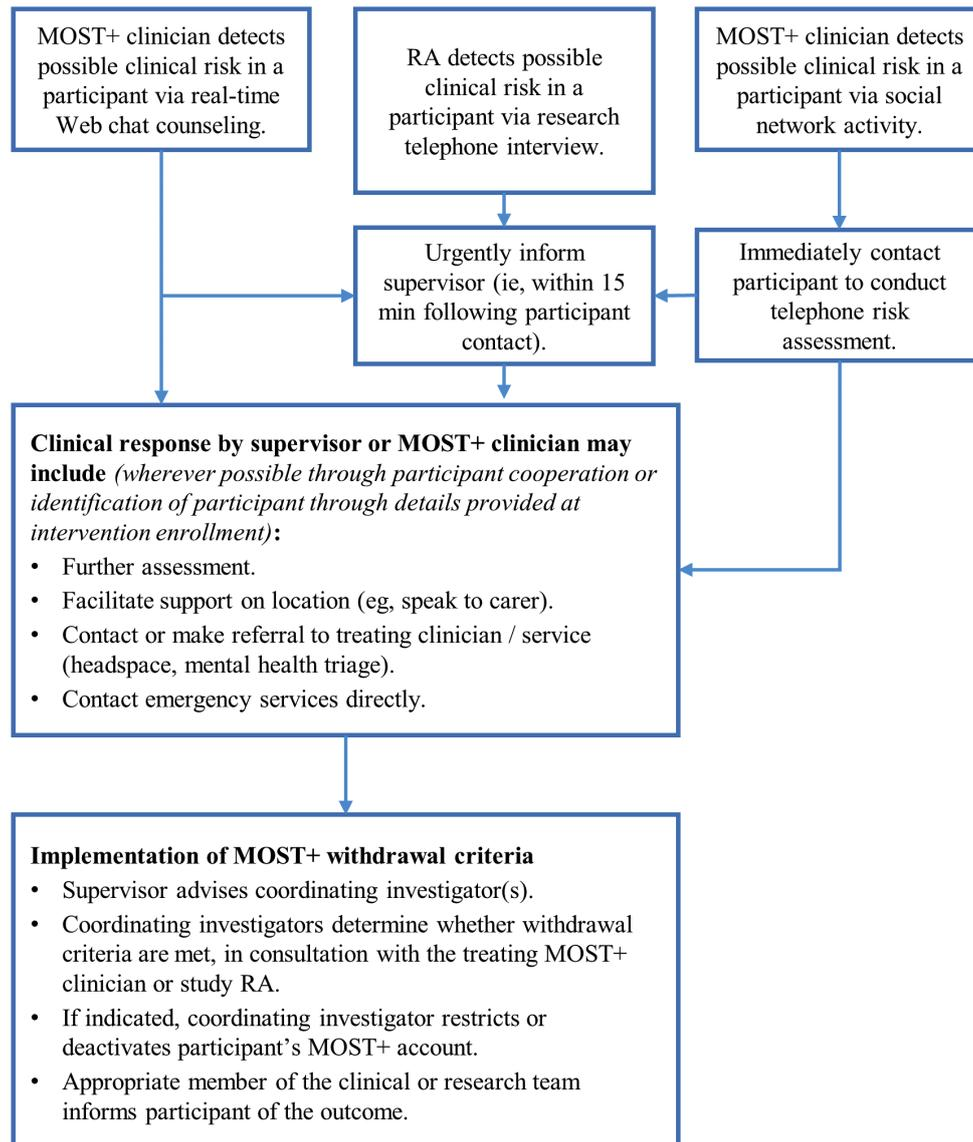 MOST+ clinician detects
possible clinical risk in a
participant via real-time
Web chat counseling.
RA detects possible
clinical risk in a
participant via research
telephone interview.
MOST+ clinician detects
possible clinical risk in a
participant via social
network activity.
Urgently inform
supervisor (ie, within 15
min following participant
contact).
Immediately contact
participant to conduct
telephone risk
assessment.
Clinical response by supervisor or MOST+ clinician may
include (wherever possible through participant cooperation or
identification of participant through details provided at
intervention enrollment):
• Further assessment.
• Facilitate support on location (eg, speak to carer).
• Contact or make referral to treating clinician / service
(headspace, mental health triage).
• Contact emergency services directly.
Implementation of MOST+ withdrawal criteria
• Supervisor advises coordinating investigator(s).
• Coordinating investigators determine whether withdrawal
criteria are met, in consultation with the treating MOST+
clinician or study RA.
• If indicated, coordinating investigator restricts or
deactivates participant’s MOST+ account.
• Appropriate member of the clinical or research team
informs participant of the outcome.